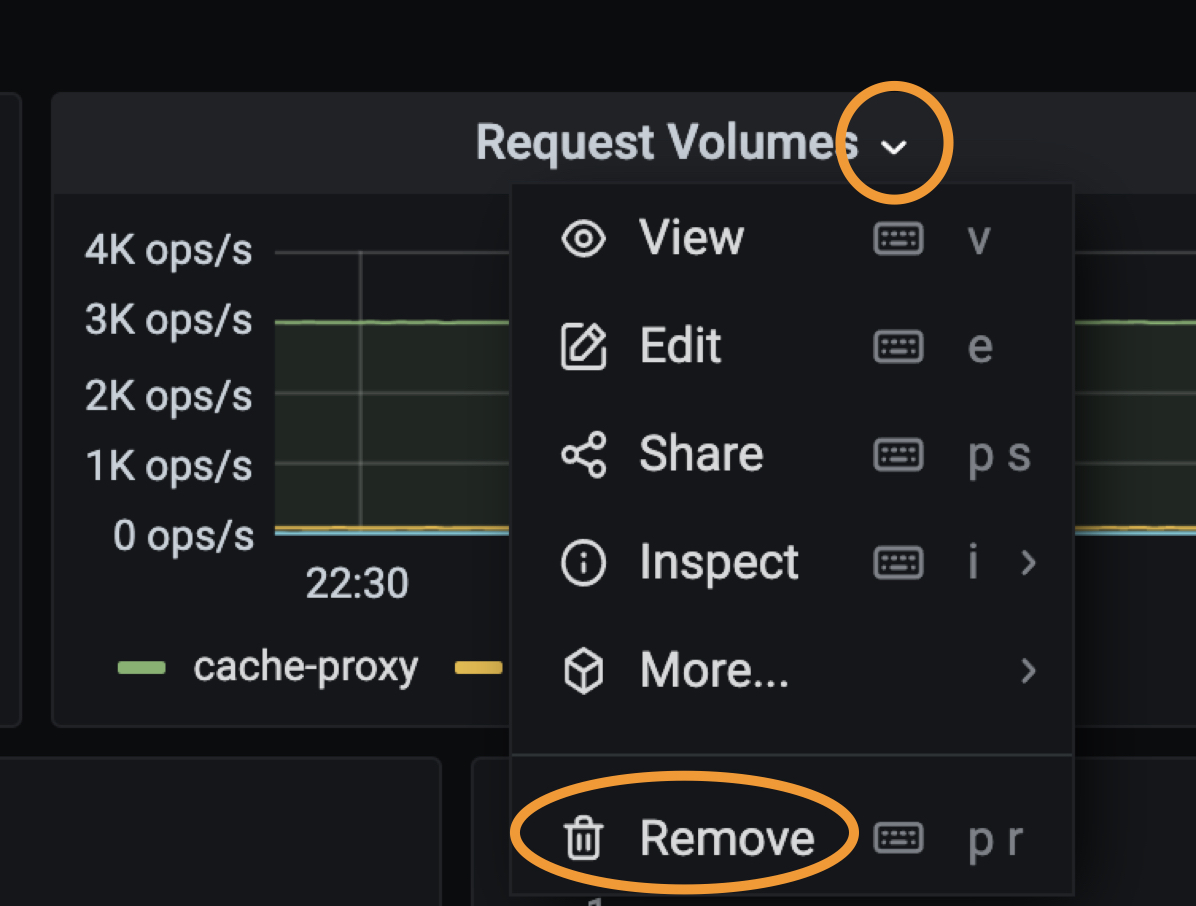 Request Volumes
4K ops/s
3K ops/s
2K ops/s
1K ops/s
0 ops/s
22:30
cache-proxy
View v
Edit e
Share p s
Inspect i
More...
Remove p r